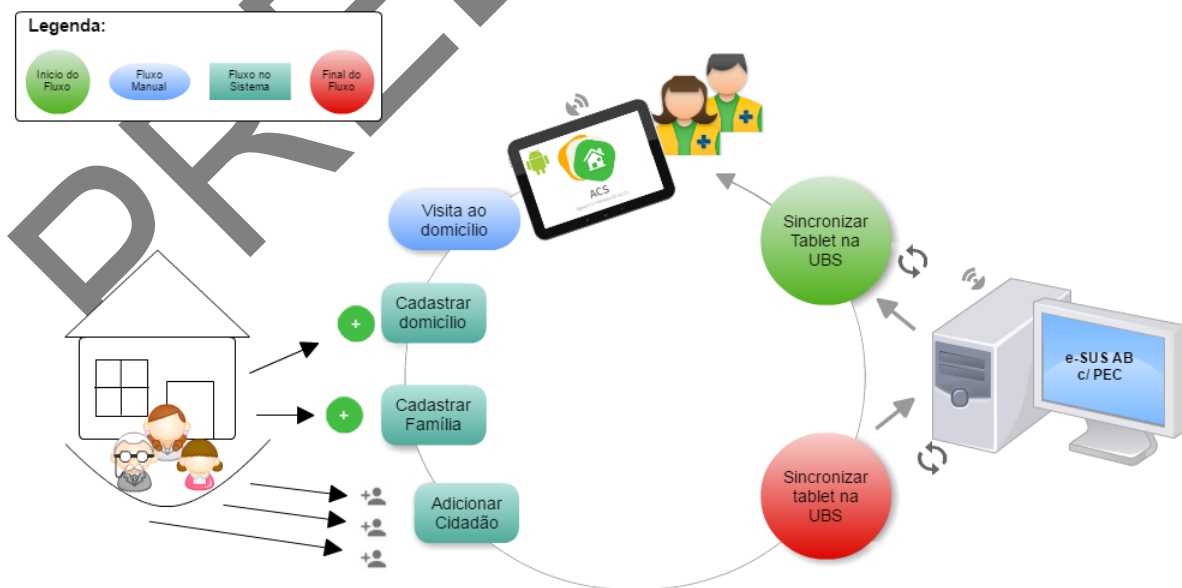 Legenda:
Inicio do
Fluxo
Fluxo
Manual
Fluxo no
Sistema
Final do
Fluxo
ACS
Visita ao
domicílio
Sincronizar
Tablet na
UBS
Cadastrar
domicílio
+
e-SUS AB
c/ PEC
Cadastrar
Família
+
Adicionar
Cidadão
Sincronizar
tablet na
UBS